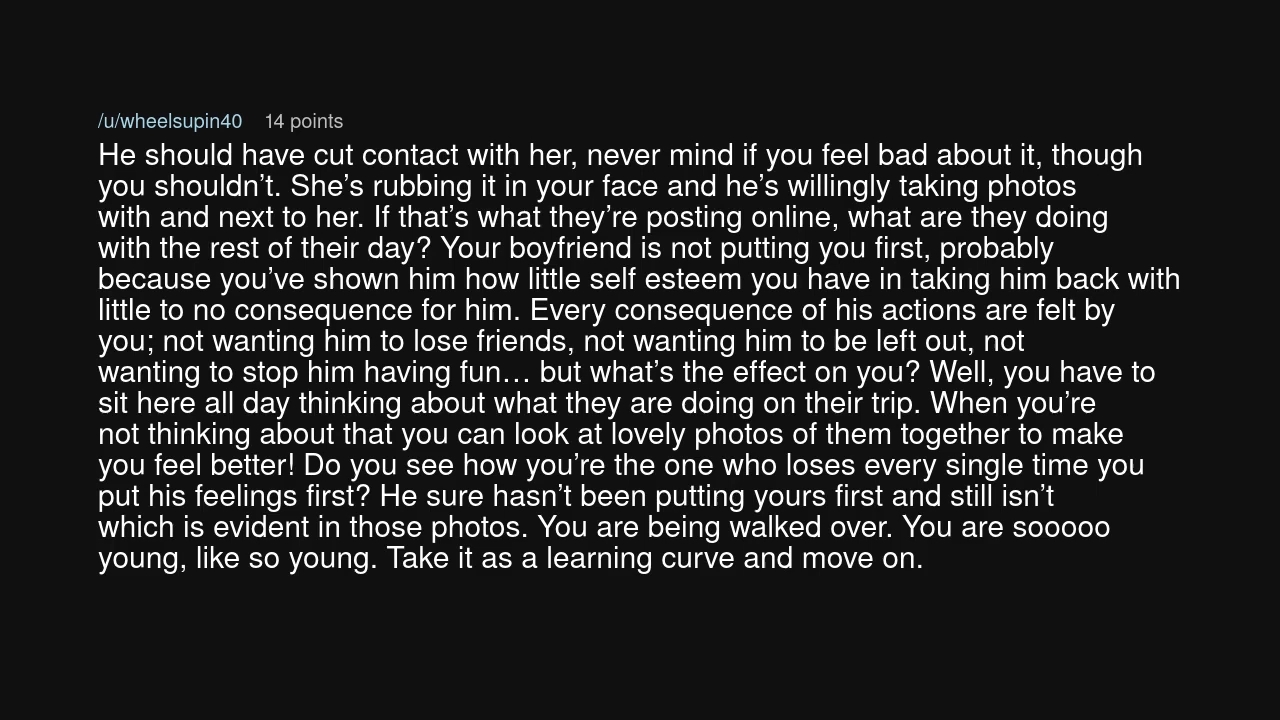 /u/wheelsupin40 14 points
He should have cut contact with her, never mind if you feel bad about it, though
you shouldn’t. She’s rubbing it in your face and he’s willingly taking photos
with and next to her. If that’s what they’re posting online, what are they doing
with the rest of their day? Your boyfriend is not putting you first, probably
because you’ve shown him how little self esteem you have in taking him back with
little to no consequence for him. Every consequence of his actions are felt by
you; not wanting him to lose friends, not wanting him to be left out, not
wanting to stop him having fun… but what’s the effect on you? Well, you have to
sit here all day thinking about what they are doing on their trip. When you’re
not thinking about that you can look at lovely photos of them together to make
you feel better! Do you see how you’re the one who loses every single time you
put his feelings first? He sure hasn’t been putting yours first and still isn’t
which is evident in those photos. You are being walked over. You are sooooo
young, like so young. Take it as a learning curve and move on.